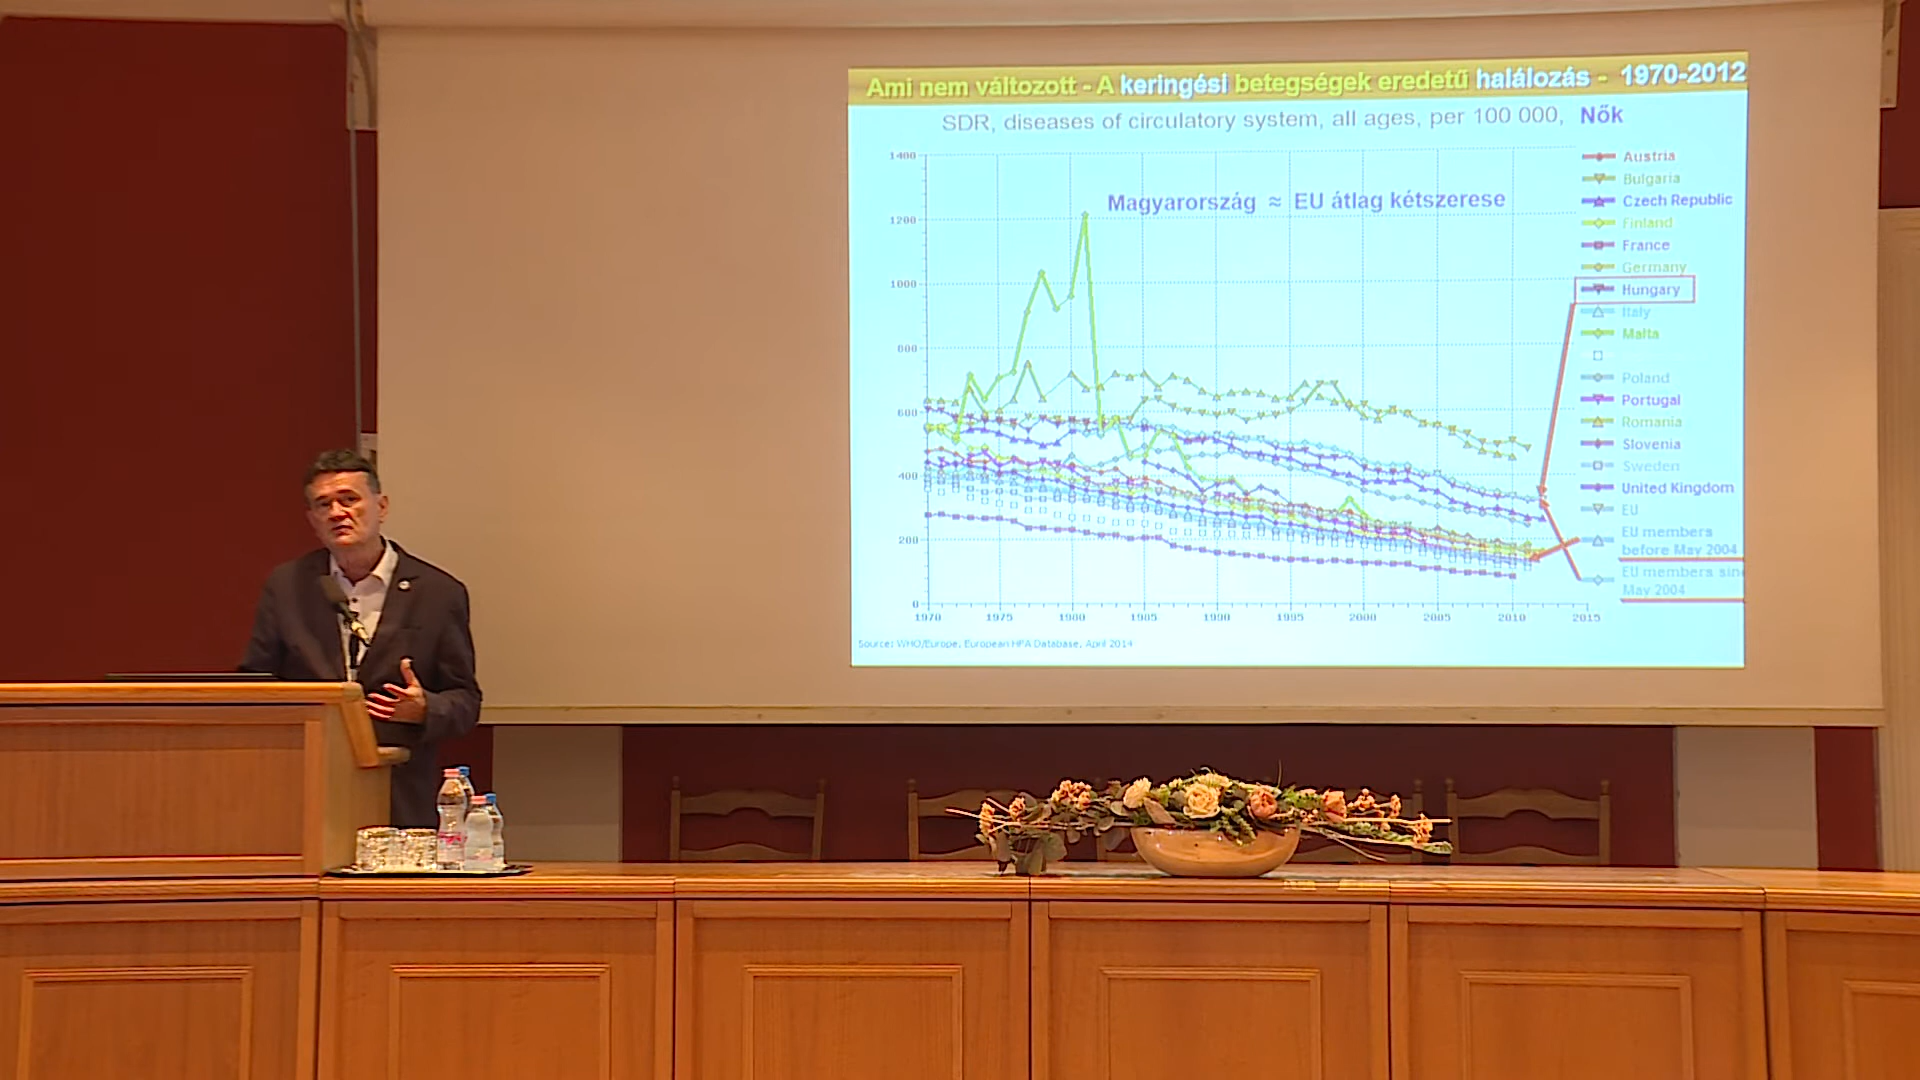 Ami nem változott - A keringési betegségek eredetű halálozás - 1970-2012
SDR, diseases of circulatory system, all ages, per 100 000, Nők
Magyarország ≈ EU átlag kétszerese
1400
1200
1000
800
600
400
200
0
1970 1975 1980 1985 1990 1995 2000 2005 2010 2015
Austria
Bulgaria
Czech Republic
Finland
France
Germany
Hungary
Italy
Malta
Poland
Portugal
Romania
Slovenia
Sweden
United Kingdom
EU
EU members
before May 2004
EU members sin
May 2004
Source: WHO/Europe, European HFA Database, April 2014